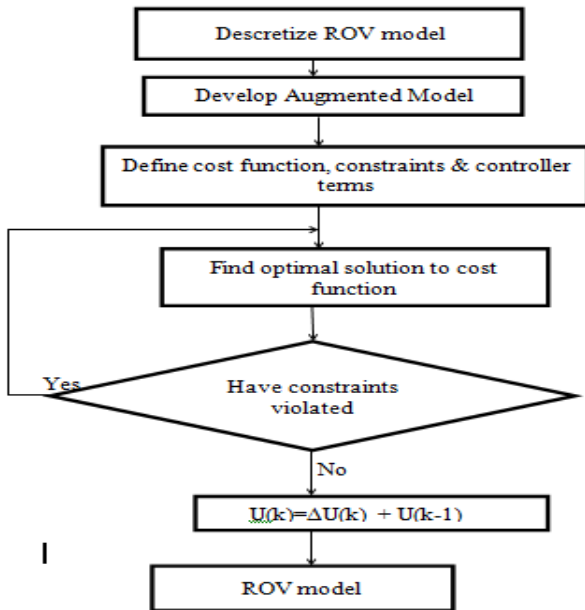 Descretize ROV model
Develop Augmented Model
Define cost function, constraints & controller
terms
Find optimal solution to cost
function
Yes
Have constraints
violated
No
U(k)=ΔU(k) + U(k-1)
ROV model